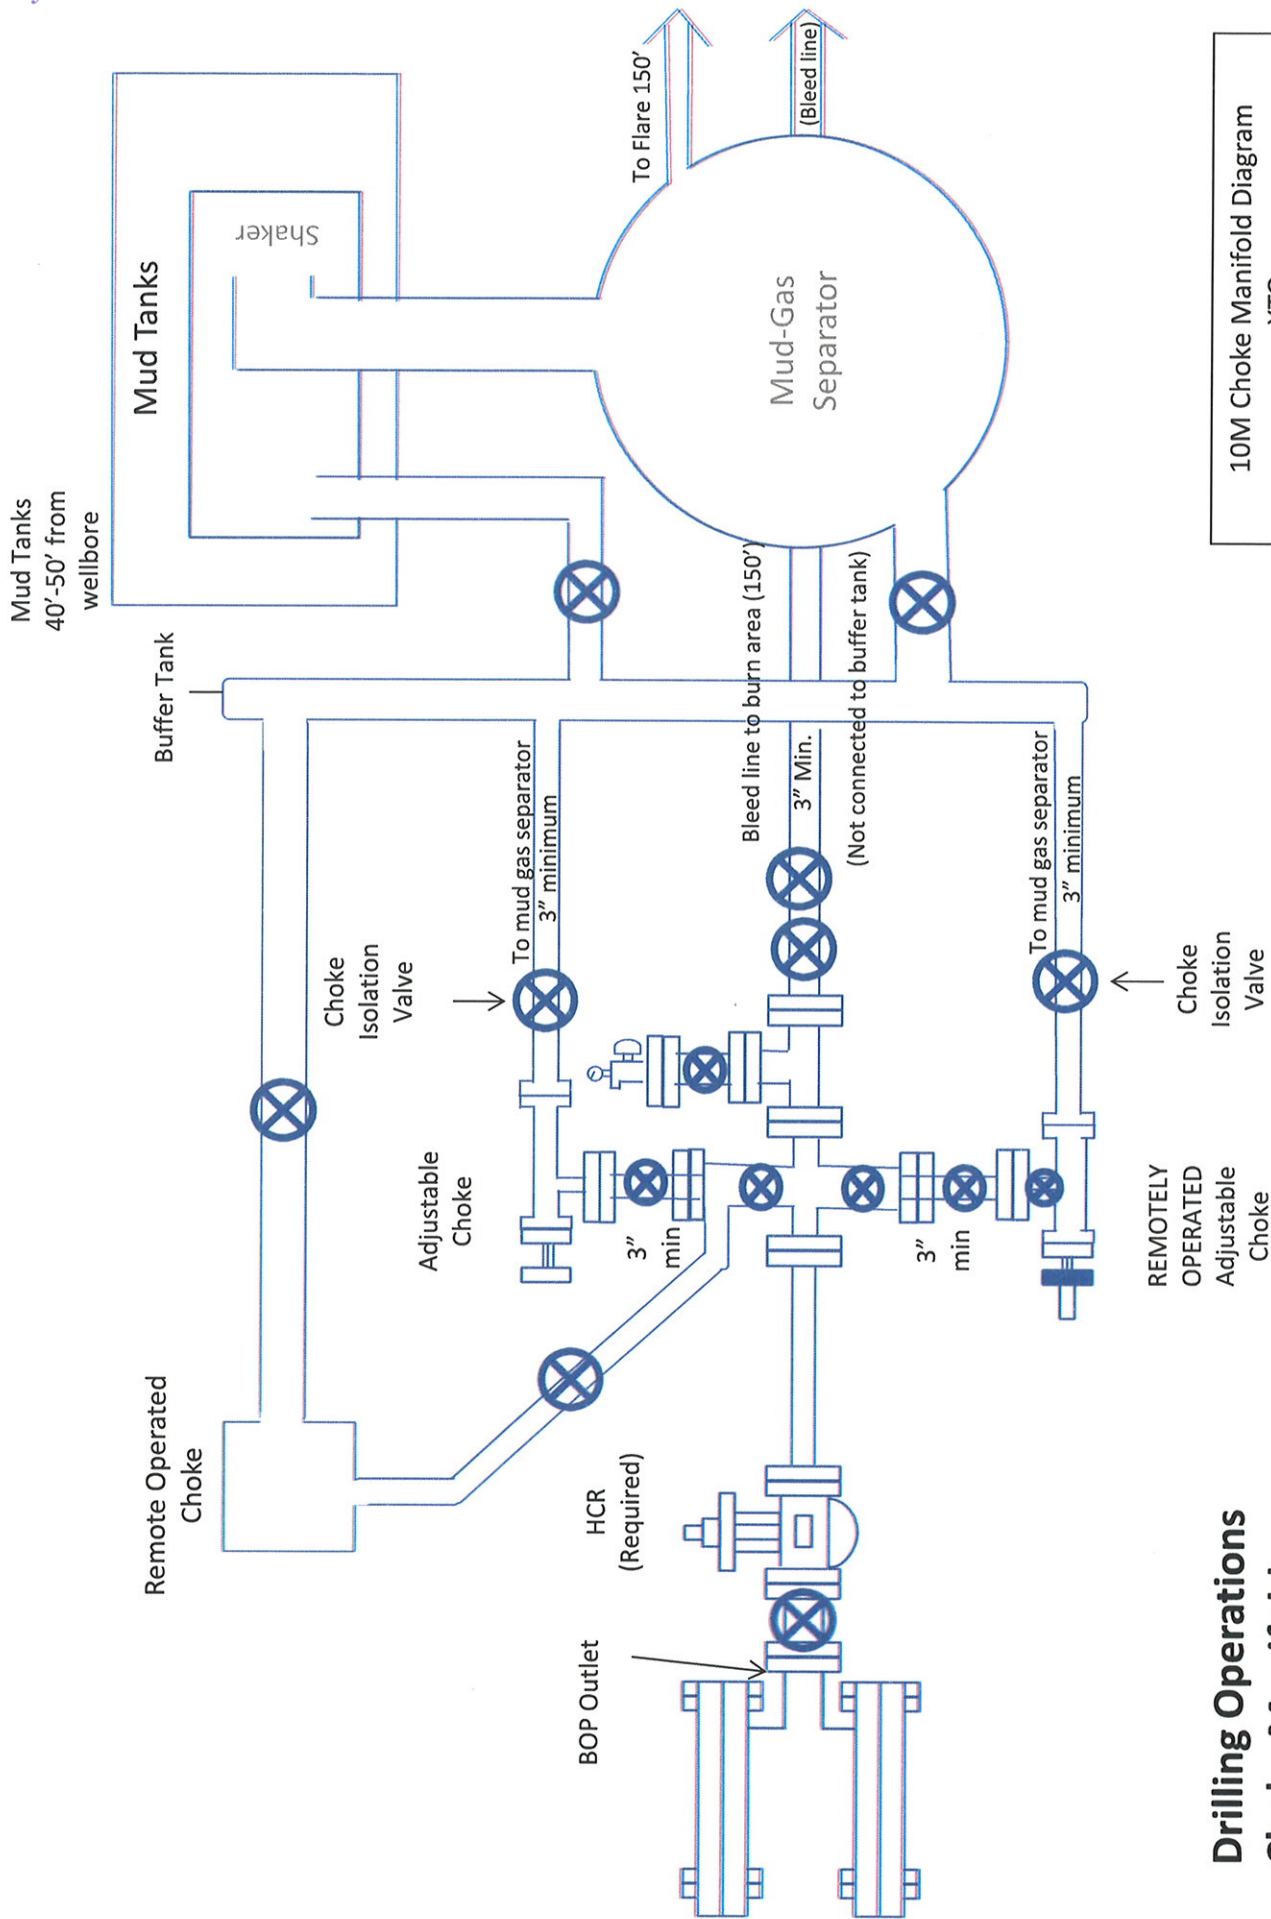 Mud Tanks
40'-50' from
wellbore
Mud Tanks
Shaker
Buffer Tank
To Flare 150'
(Bleed line)
Mud-Gas
Separator
Remote Operated
Choke
Choke
Isolation
Valve
To mud gas separator
3" minimum
Adjustable
Choke
3"
min
Bleed line to burn area (150')
3" Min.
(Not connected to buffer tank)
HCR
(Required)
BOP Outlet
3"
min
To mud gas separator
3" minimum
Choke
Isolation
Valve
REMOTELY
OPERATED
Adjustable
Choke
10M Choke Manifold Diagram
XTO
Drilling Operations